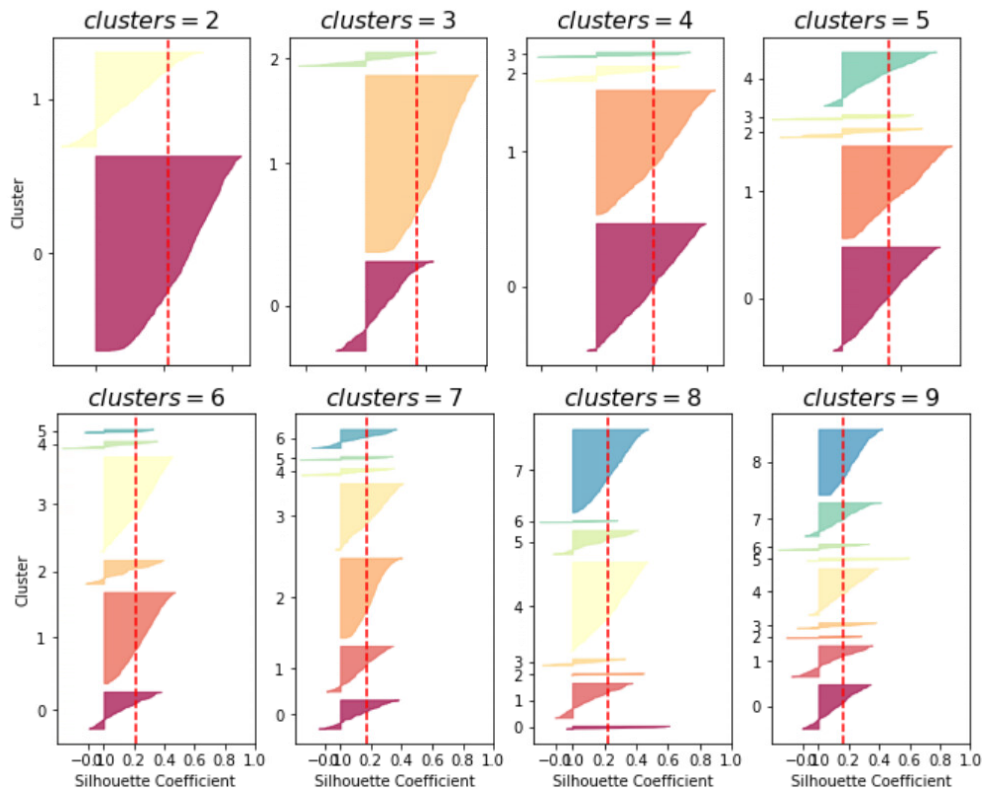 clusters = 2
clusters = 3
clusters = 4
clusters = 5
Cluster
1
0
2
1
0
3
2
1
0
4
3
2
1
0
clusters = 6
clusters = 7
clusters = 8
clusters = 9
Cluster
5
4
3
2
1
0
6
5
4
3
2
1
0
7
6
5
4
3
2
1
0
8
7
6
5
4
3
2
1
0
−0.1 0.0 0.2 0.4 0.6 0.8 1.0
−0.1 0.0 0.2 0.4 0.6 0.8 1.0
−0.1 0.0 0.2 0.4 0.6 0.8 1.0
−0.1 0.0 0.2 0.4 0.6 0.8 1.0
Silhouette Coefficient
Silhouette Coefficient
Silhouette Coefficient
Silhouette Coefficient